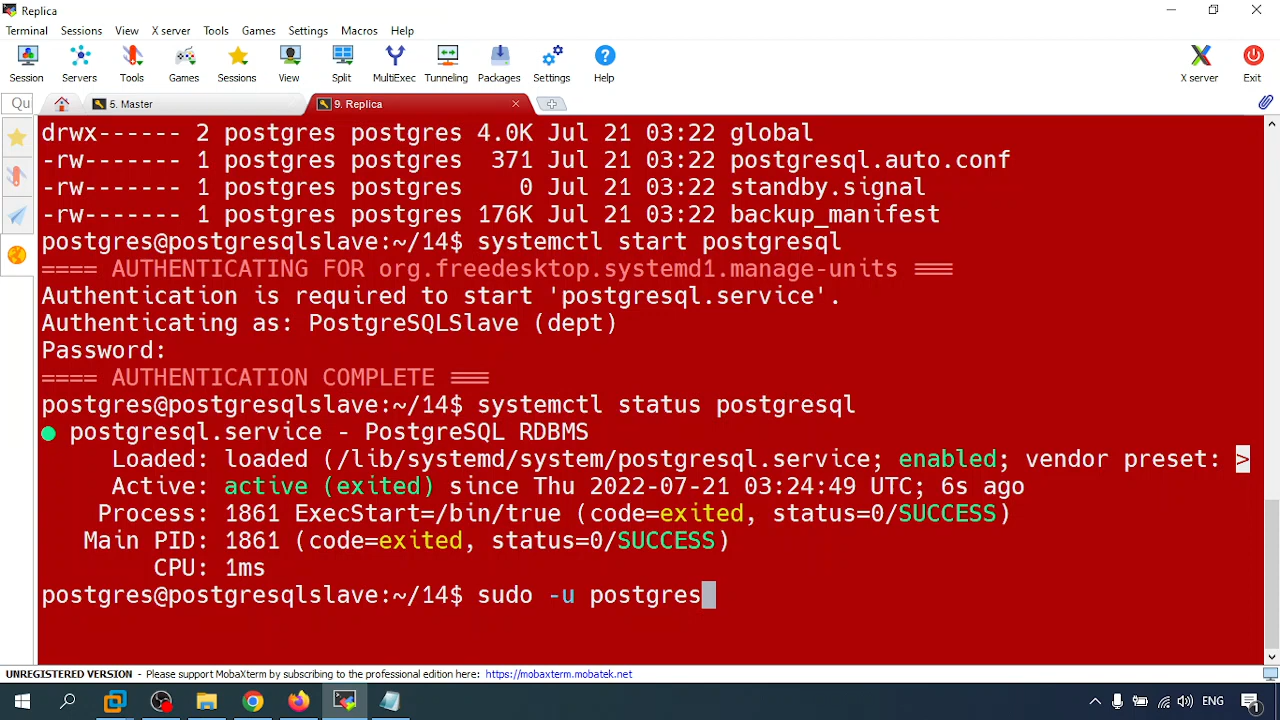 Replica
Terminal Sessions View X server Tools Games Settings Macros Help
Session Servers Tools Games Sessions View Split MultiExec Tunneling Packages Settings Help X server Exit
Qu 5. Master 9. Replica
drwx------ 2 postgres postgres 4.0K Jul 21 03:22 global
-rw------- 1 postgres postgres 371 Jul 21 03:22 postgresql.auto.conf
-rw------- 1 postgres postgres 0 Jul 21 03:22 standby.signal
-rw------- 1 postgres postgres 176K Jul 21 03:22 backup_manifest
postgres@postgresqlslave:~/14$ systemctl start postgresql
==== AUTHENTICATING FOR org.freedesktop.systemd1.manage-units ===
Authentication is required to start 'postgresql.service'.
Authenticating as: PostgreSQLSlave (dept)
Password:
==== AUTHENTICATION COMPLETE ===
postgres@postgresqlslave:~/14$ systemctl status postgresql
● postgresql.service - PostgreSQL RDBMS
Loaded: loaded (/lib/systemd/system/postgresql.service; enabled; vendor preset: >
Active: active (exited) since Thu 2022-07-21 03:24:49 UTC; 6s ago
Process: 1861 ExecStart=/bin/true (code=exited, status=0/SUCCESS)
Main PID: 1861 (code=exited, status=0/SUCCESS)
CPU: 1ms
postgres@postgresqlslave:~/14$ sudo -u postgres
UNREGISTERED VERSION - Please support MobaXterm by subscribing to the professional edition here: https://mobaxterm.mobatek.net
ENG 1